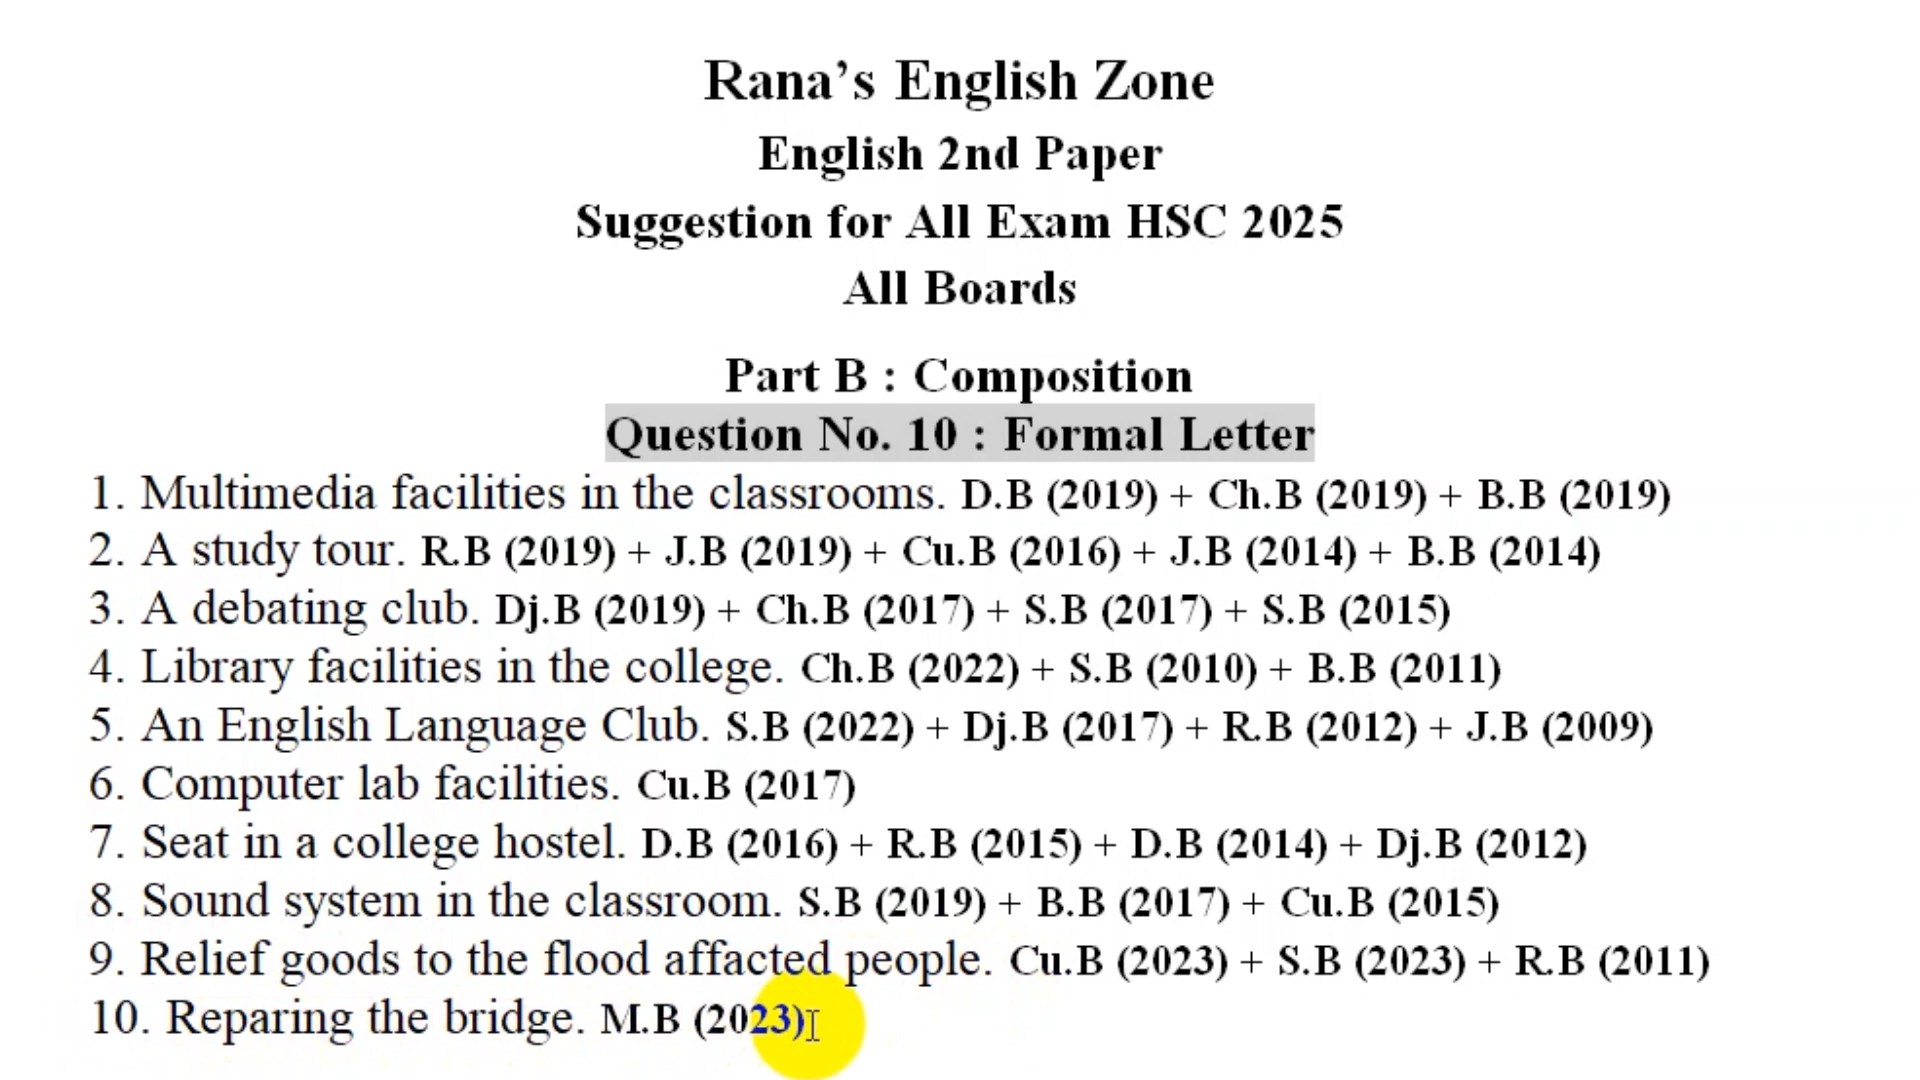 Rana’s English Zone
English 2nd Paper
Suggestion for All Exam HSC 2025
All Boards
Part B : Composition
Question No. 10 : Formal Letter
1. Multimedia facilities in the classrooms. D.B (2019) + Ch.B (2019) + B.B (2019)
2. A study tour. R.B (2019) + J.B (2019) + Cu.B (2016) + J.B (2014) + B.B (2014)
3. A debating club. Dj.B (2019) + Ch.B (2017) + S.B (2017) + S.B (2015)
4. Library facilities in the college. Ch.B (2022) + S.B (2010) + B.B (2011)
5. An English Language Club. S.B (2022) + Dj.B (2017) + R.B (2012) + J.B (2009)
6. Computer lab facilities. Cu.B (2017)
7. Seat in a college hostel. D.B (2016) + R.B (2015) + D.B (2014) + Dj.B (2012)
8. Sound system in the classroom. S.B (2019) + B.B (2017) + Cu.B (2015)
9. Relief goods to the flood affacted people. Cu.B (2023) + S.B (2023) + R.B (2011)
10. Reparing the bridge. M.B (2023)